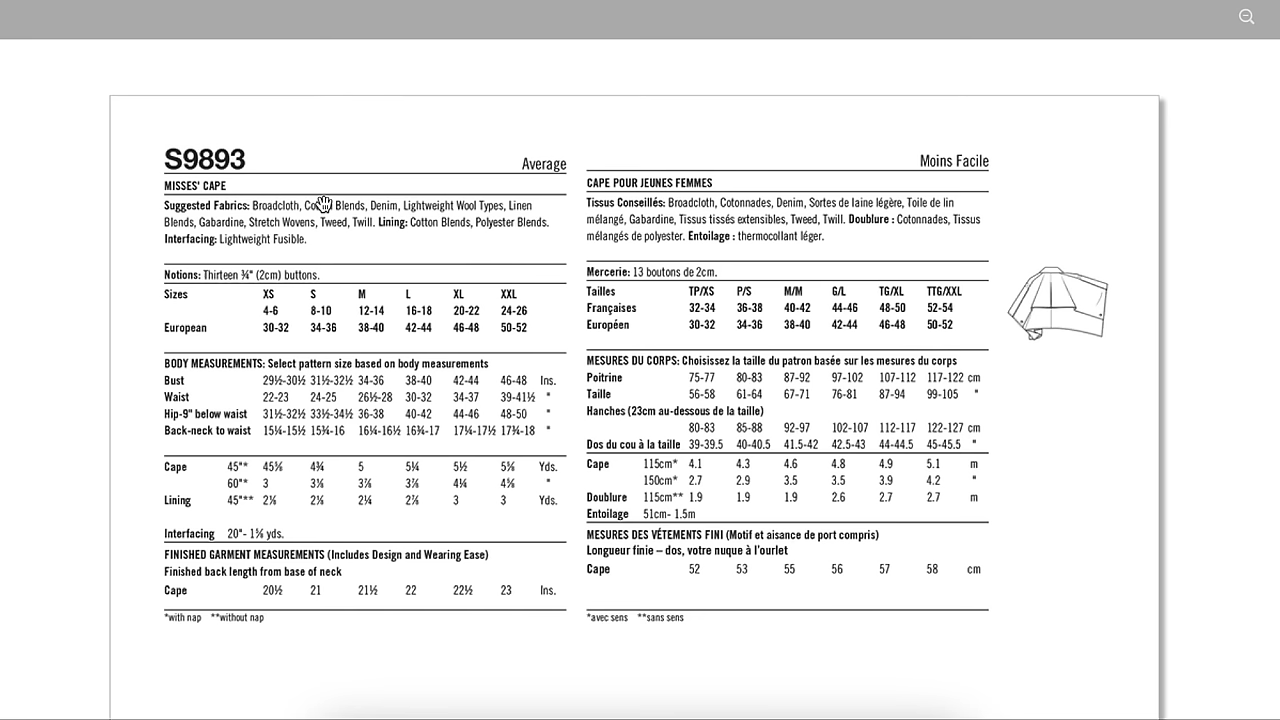 S9893
Average
MISSES' CAPE
Suggested Fabrics: Broadcloth, Blends, Denim, Lightweight Wool Types, Linen
Blends, Gabardine, Stretch Wovens, Tweed, Twill. Lining: Cotton Blends, Polyester Blends.
Interfacing: Lightweight Fusible.
Notions: Thirteen ¾" (2cm) buttons.
Sizes XS S M L XL XXL
4-6 8-10 12-14 16-18 20-22 24-26
European 30-32 34-36 38-40 42-44 46-48 50-52
BODY MEASUREMENTS: Select pattern size based on body measurements
Bust 29½-30½ 31½-32½ 34-36 38-40 42-44 46-48 Ins.
Waist 22-23 24-25 26½-28 30-32 34-37 39-41½ "
Hip-9" below waist 31½-32½ 33½-34½ 36-38 40-42 44-46 48-50 "
Back-neck to waist 15¼-15½ 15¾-16 16¼-16½ 16¾-17 17¼-17½ 17¾-18 "
Cape 45"* 4¾ 5 5¼ 5½ 5⅝ Yds.
60"* 3 3⅞ 3⅞ 4¼ 4⅝ "
Lining 45"** 2⅞ 3 3 Yds.
Interfacing 20"- 1⅝ yds.
FINISHED GARMENT MEASUREMENTS (Includes Design and Wearing Ease)
Finished back length from base of neck
Cape 20½ 21 21½ 22 22½ 23 Ins.
*with nap **without nap
Moins Facile
CAPE POUR JEUNES FEMMES
Tissus Conseillés: Broadcloth, Cotonnades, Denim, Sortes de laine légère, Toile de lin
mélangé, Gabardine, Tissus tissés extensibles, Tweed, Twill. Doublure : Cotonnades, Tissus
mélangés de polyester. Entoilage : thermocollant léger.
Mercerie: 13 boutons de 2cm.
Tailles TP/XS P/S M/M G/L TG/XL TTG/XXL
Françaises 32-34 36-38 40-42 44-46 48-50 52-54
Européen 30-32 34-36 38-40 42-44 46-48 50-52
MESURES DU CORPS: Choisissez la taille du patron basée sur les mesures du corps
Poitrine 75-77 80-83 87-92 97-102 107-112 117-122 cm
Taille 56-58 61-64 67-71 76-81 87-94 99-105 "
Hanches (23cm au-dessous de la taille)
80-83 85-88 92-97 102-107 112-117 122-127 cm
Dos du cou à la taille 39-39.5 40-40.5 41.5-42 42.5-43 44-44.5 45-45.5 "
Cape 115cm* 4.1 4.3 4.6 4.8 4.9 5.1 m
150cm* 2.7 2.9 3.5 3.5 3.9 4.2 "
Doublure 115cm** 1.9 1.9 1.9 2.6 2.7 2.7 m
Entoilage 51cm- 1.5m
MESURES DES VÉTEMENTS FINI (Motif et aisance de port compris)
Longueur finie – dos, votre nuque à l'ourlet
Cape 52 53 55 56 57 58 cm
*avec sens **sans sens